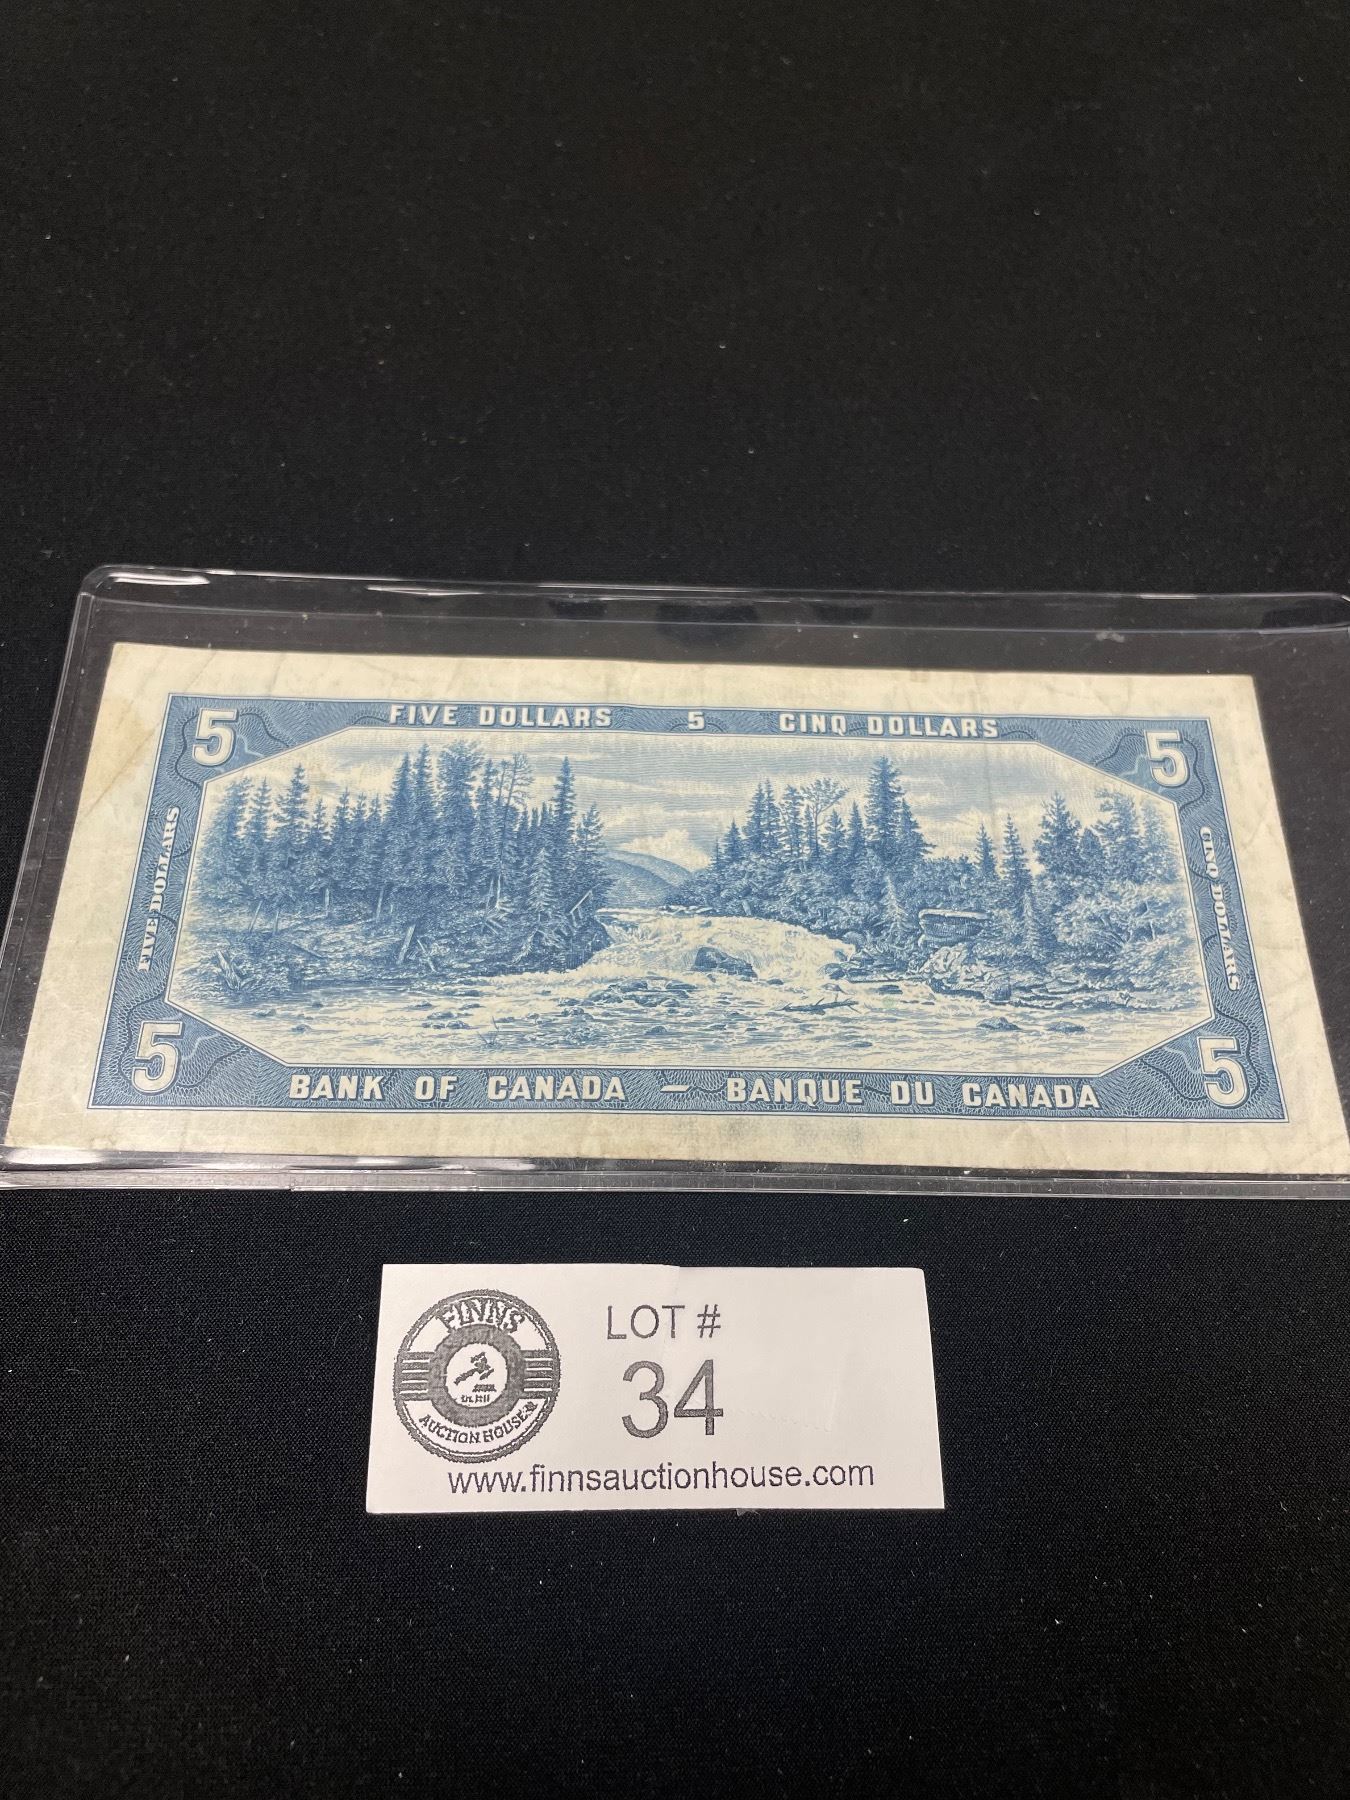 FIVE DOLLARS 5 CINQ DOLLARS
5 5
FIVE DOLLARS
CINQ DOLLARS
5 5
BANK OF CANADA – BANQUE DU CANADA
FINNS
AUCTION HOUSE
LOT #
34
www.finnsauctionhouse.com